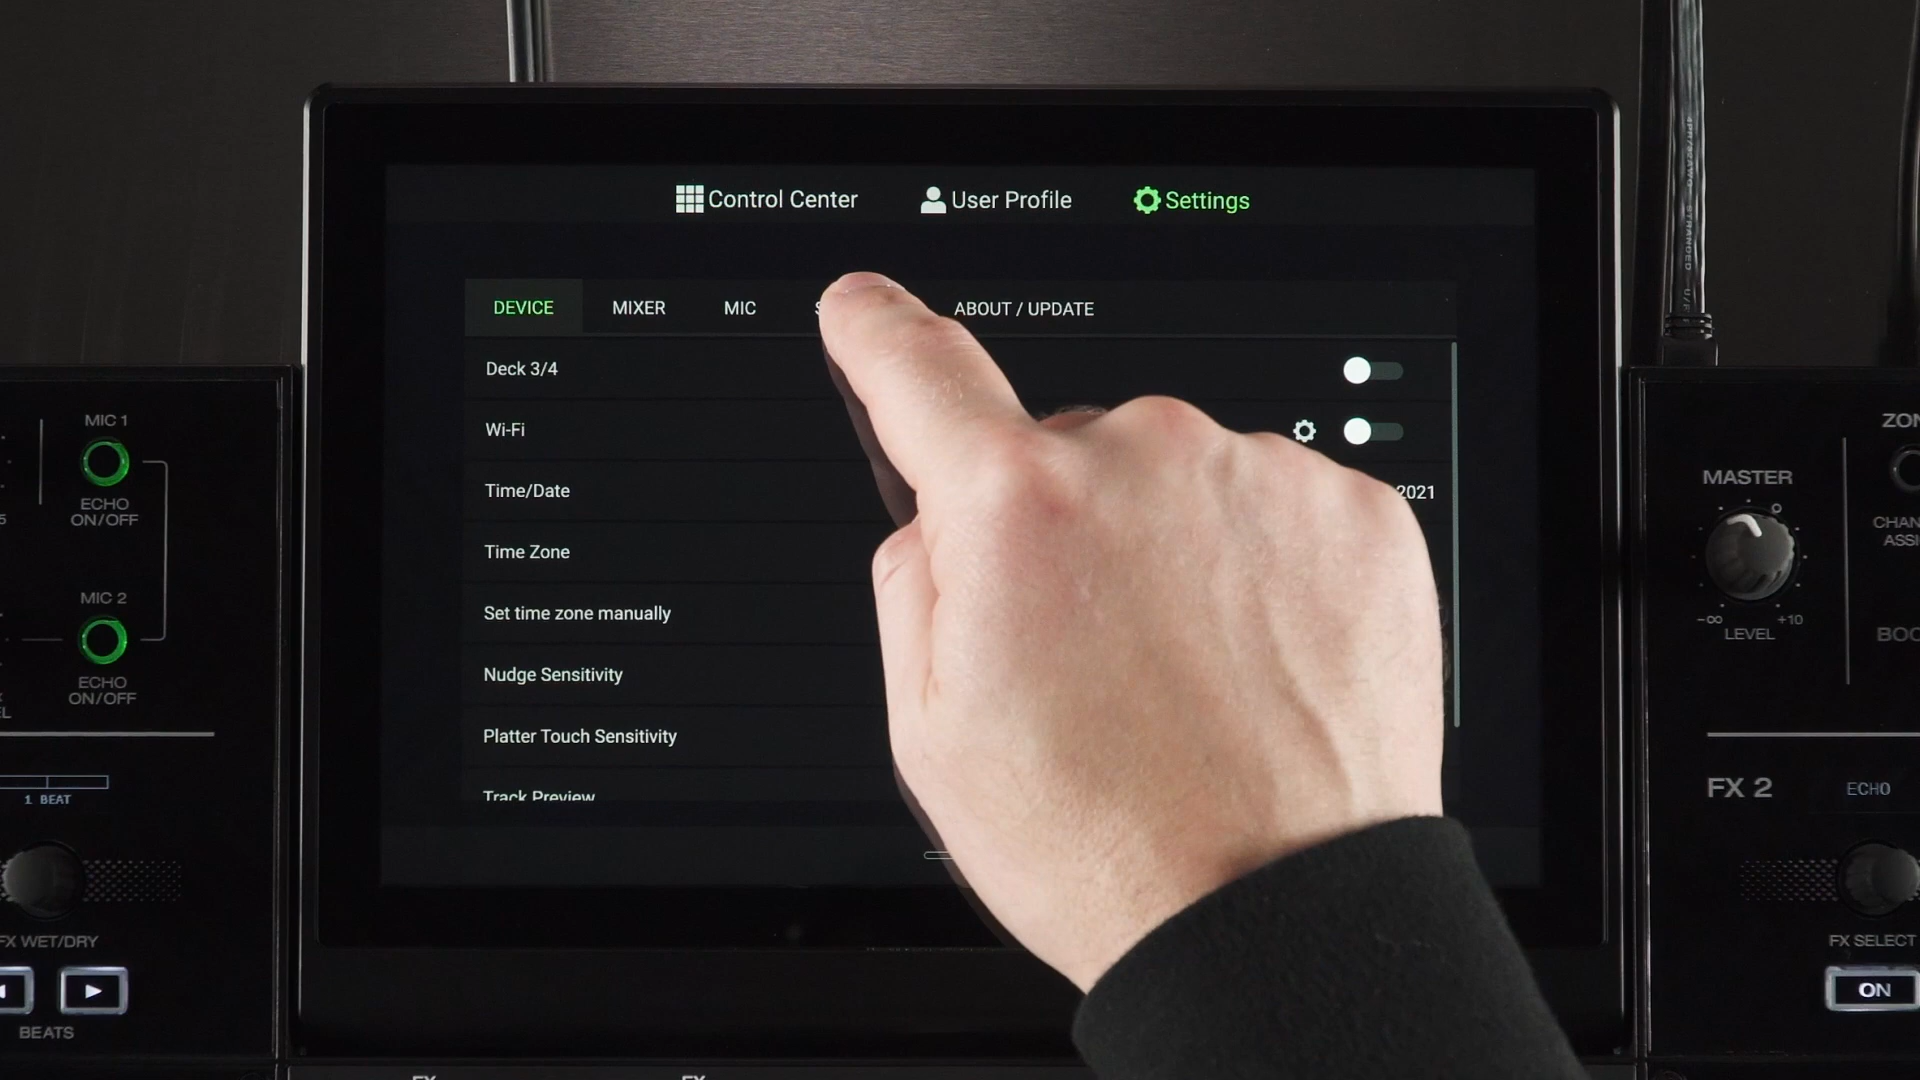 Control Center User Profile Settings
DEVICE MIXER MIC ABOUT / UPDATE
Deck 3/4
Wi-Fi
Time/Date 2021
Time Zone
Set time zone manually
Nudge Sensitivity
Platter Touch Sensitivity
Track Preview
MIC 1
ECHO
ON/OFF
MIC 2
ECHO
ON/OFF
1 BEAT
FX WET/DRY
BEATS
MASTER
-∞ +10
LEVEL
FX 2 ECHO
FX SELECT
ON
FX FX